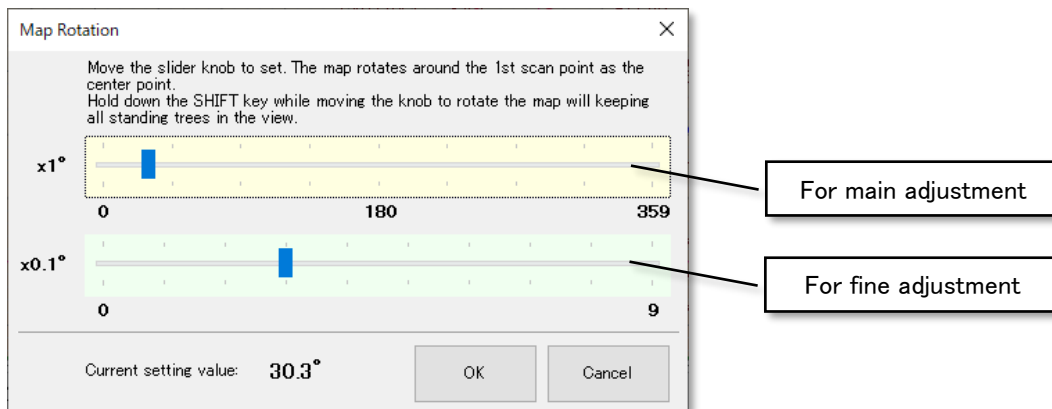 Map Rotation
Move the slider knob to set. The map rotates around the 1st scan point as the
center point.
Hold down the SHIFT key while moving the knob to rotate the map will keeping
all standing trees in the view.
x1°
0 180 359
For main adjustment
x0.1°
0 9
For fine adjustment
Current setting value: 30.3° OK Cancel